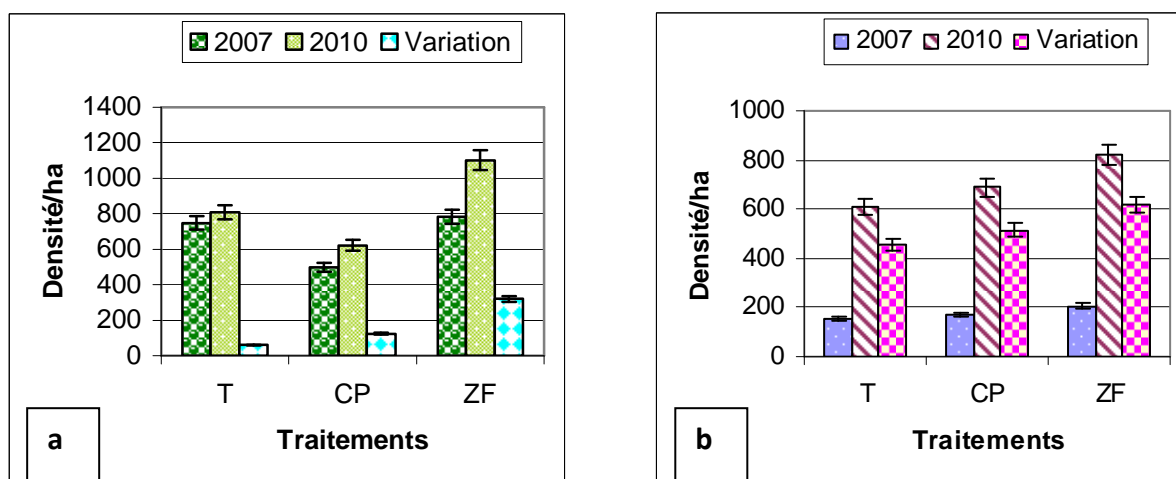 2007 2010 Variation
1400
1200
1000
800
600
400
200
0
Densité/ha
T CP ZF
Traitements
a
2007 2010 Variation
1000
800
600
400
200
0
Densité/ha
T CP ZF
Traitements
b